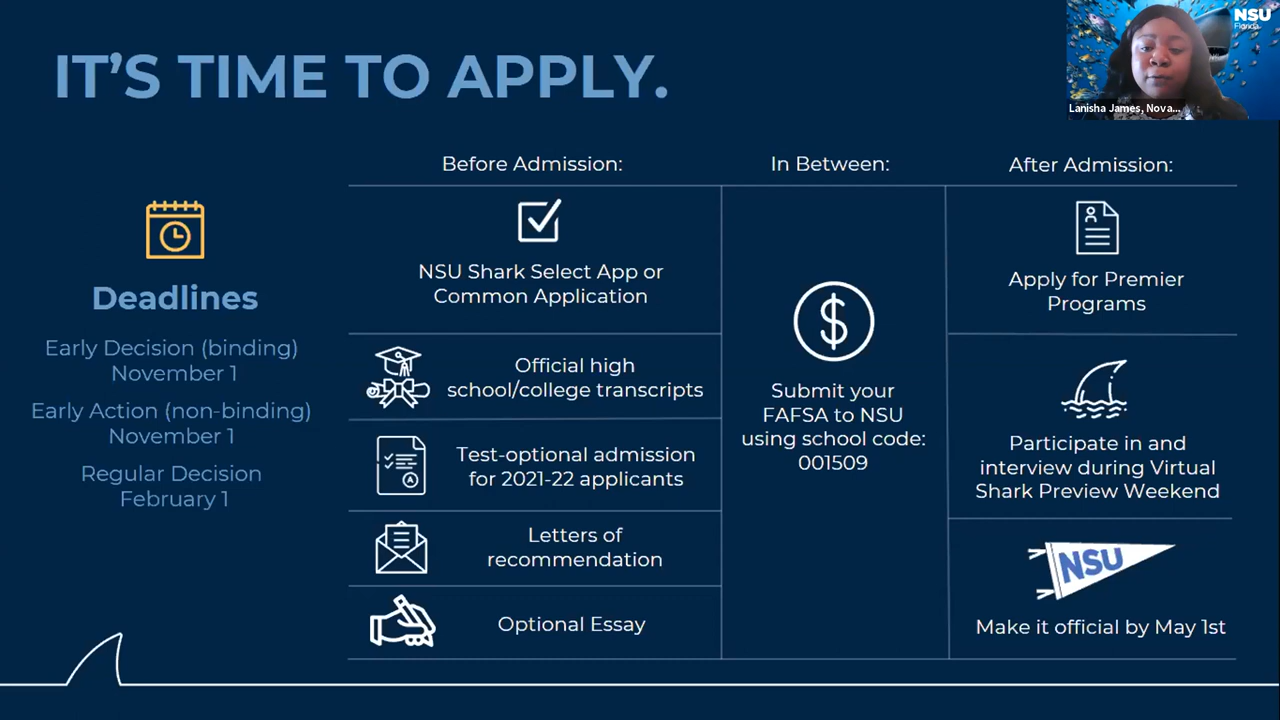 IT'S TIME TO APPLY.
NSU
Florida
Lanisha James, Nova...
Deadlines
Early Decision (binding)
November 1
Early Action (non-binding)
November 1
Regular Decision
February 1
Before Admission:
NSU Shark Select App or
Common Application
Official high
school/college transcripts
Test-optional admission
for 2021-22 applicants
Letters of
recommendation
Optional Essay
In Between:
Submit your
FAFSA to NSU
using school code:
001509
After Admission:
Apply for Premier
Programs
Participate in and
interview during Virtual
Shark Preview Weekend
NSU
Make it official by May 1st